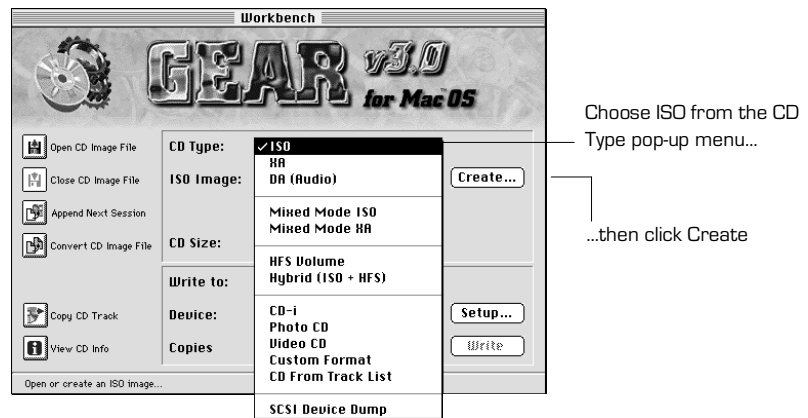 Workbench
GEAR v3.0
for Mac OS
Choose ISO from the CD
Type pop-up menu...
...then click Create
Open CD Image File
Close CD Image File
Append Next Session
Convert CD Image File
Copy CD Track
View CD Info
CD Type:
✓ISO
XA
DA (Audio)
Mixed Mode ISO
Mixed Mode XA
HFS Volume
Hybrid (ISO + HFS)
CD-i
Photo CD
Video CD
Custom Format
CD From Track List
SCSI Device Dump
ISO Image:
Create...
CD Size:
Write to:
Device:
Setup...
Copies
Write
Open or create an ISO image...